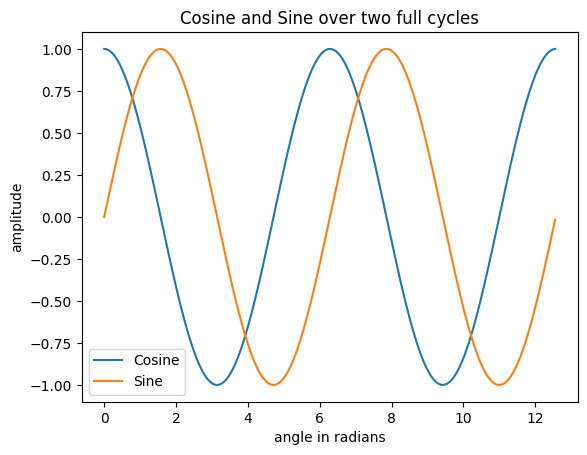 Cosine and Sine over two full cycles
1.00
0.75
0.50
0.25
0.00
−0.25
−0.50
−0.75
−1.00
amplitude
Cosine
Sine
0 2 4 6 8 10 12
angle in radians